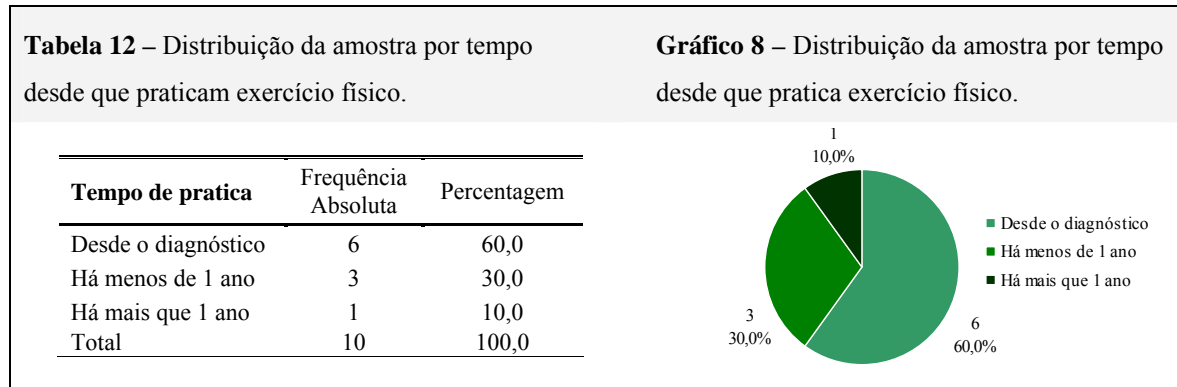 Tabela 12 – Distribuição da amostra por tempo
desde que praticam exercício físico.
Tempo de pratica Frequência Absoluta Percentagem
Desde o diagnóstico 6 60,0
Há menos de 1 ano 3 30,0
Há mais que 1 ano 1 10,0
Total 10 100,0
Gráfico 8 – Distribuição da amostra por tempo
desde que pratica exercício físico.
1
10,0%
Desde o diagnóstico
Há menos de 1 ano
Há mais que 1 ano
3
30,0%
6
60,0%